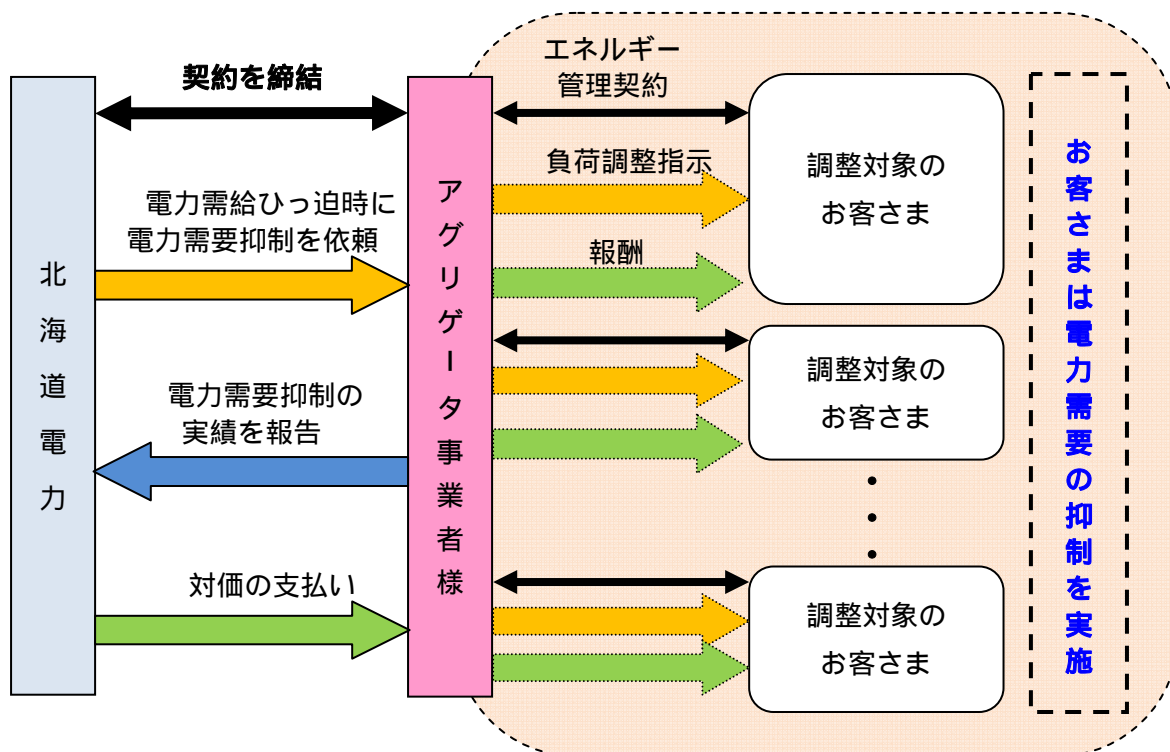 北海道電力
契約を締結
電力需給ひっ迫時に
電力需要抑制を依頼
電力需要抑制の
実績を報告
対価の支払い
アグリゲータ事業者様
エネルギー
管理契約
負荷調整指示
報酬
調整対象の
お客さま
調整対象の
お客さま
調整対象の
お客さま
お客さまは電力需要の抑制を実施